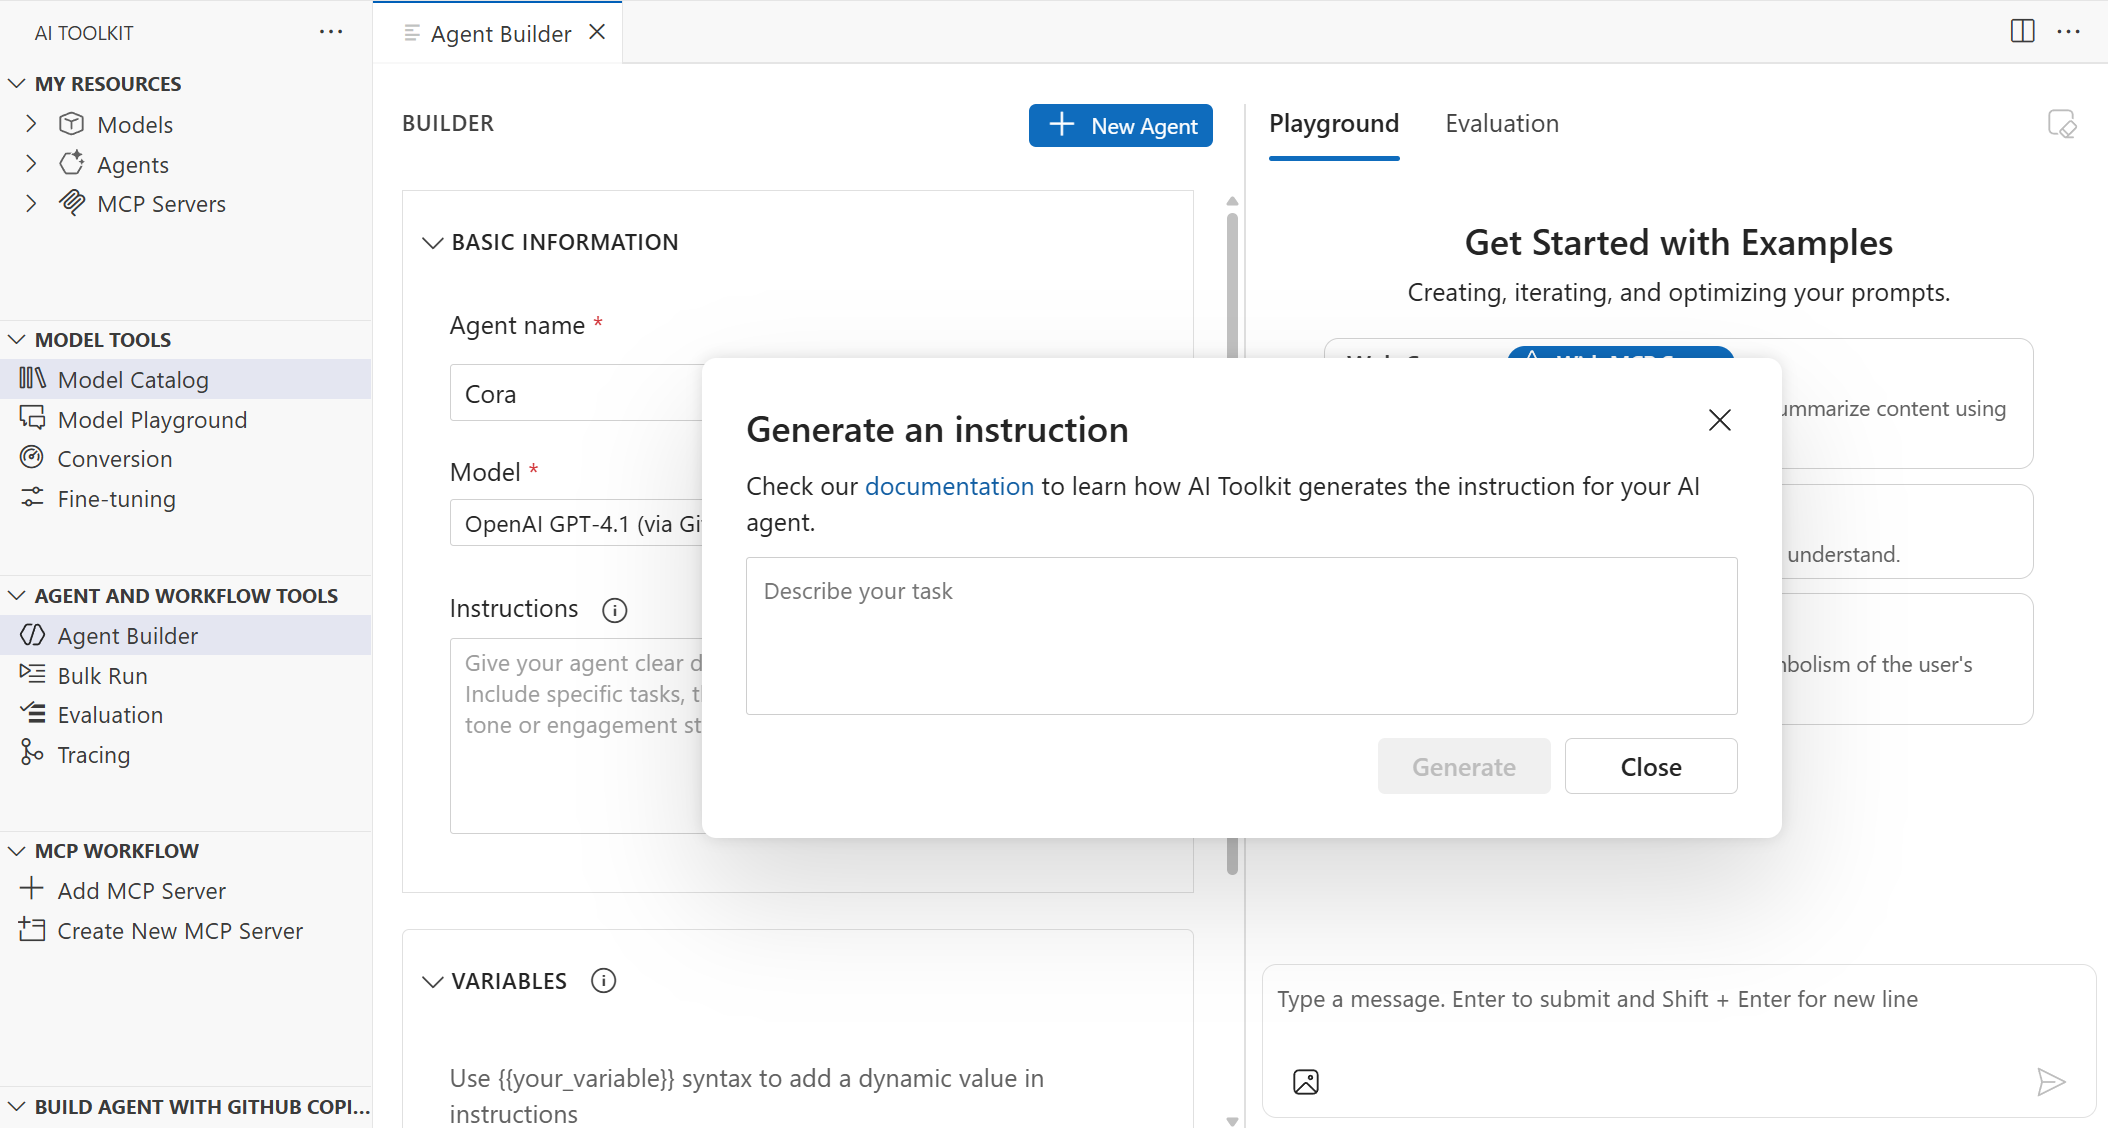 AI TOOLKIT
MY RESOURCES
Models
Agents
MCP Servers
MODEL TOOLS
Model Catalog
Model Playground
Conversion
Fine-tuning
AGENT AND WORKFLOW TOOLS
Agent Builder
Bulk Run
Evaluation
Tracing
MCP WORKFLOW
Add MCP Server
Create New MCP Server
BUILD AGENT WITH GITHUB COPI...
Agent Builder
BUILDER
New Agent
BASIC INFORMATION
Agent name *
Cora
Model *
OpenAI GPT-4.1 (via Gi
Instructions
Give your agent clear d
Include specific tasks, t
tone or engagement st
VARIABLES
Use {{your_variable}} syntax to add a dynamic value in
instructions
Generate an instruction
Check our documentation to learn how AI Toolkit generates the instruction for your AI
agent.
Describe your task
Generate
Close
Playground
Evaluation
Get Started with Examples
Creating, iterating, and optimizing your prompts.
ummarize content using
understand.
bolism of the user's
Type a message. Enter to submit and Shift + Enter for new line